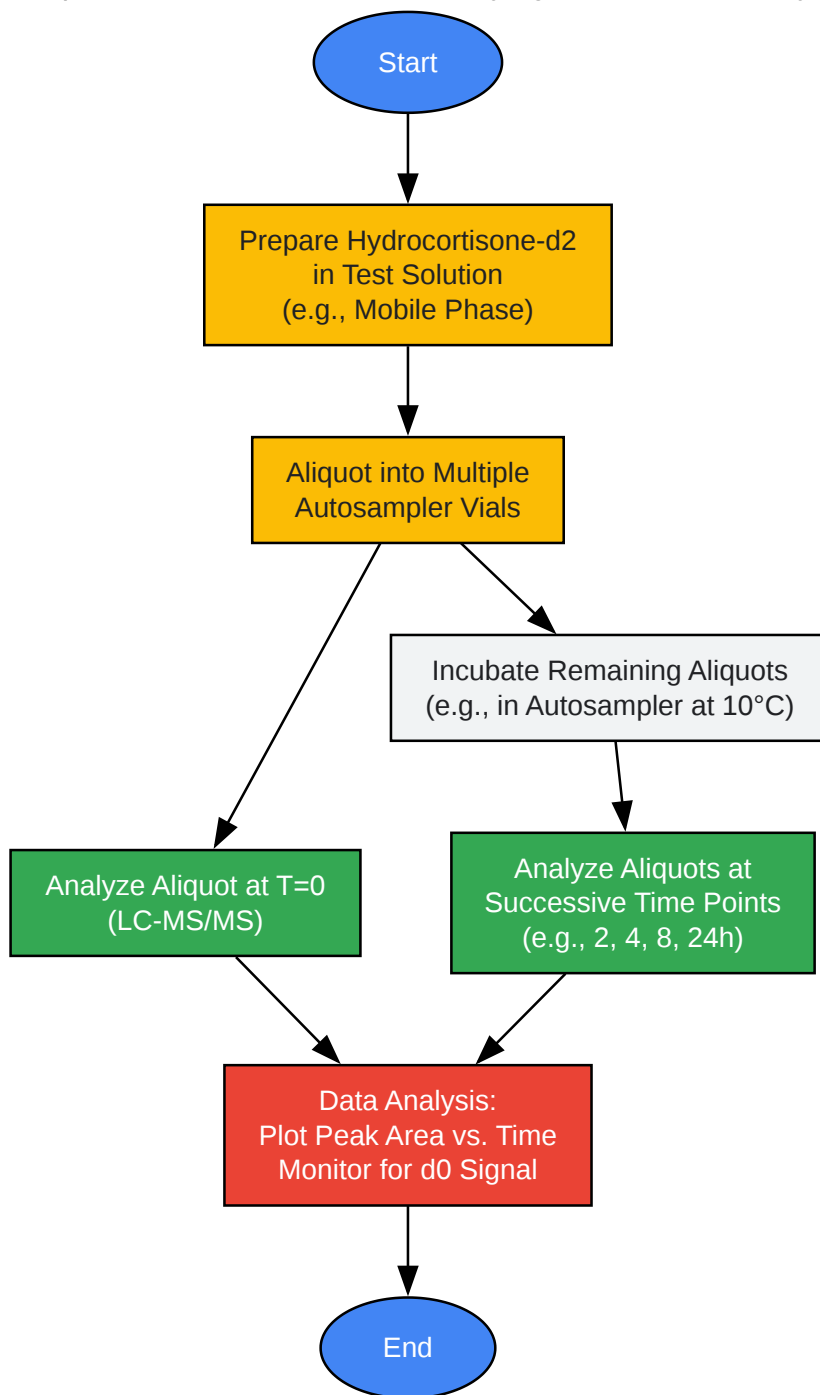 Start
Prepare Hydrocortisone-d2
in Test Solution
(e.g., Mobile Phase)
Aliquot into Multiple
Autosampler Vials
Incubate Remaining Aliquots
(e.g., in Autosampler at 10°C)
Analyze Aliquot at T=0
(LC-MS/MS)
Analyze Aliquots at
Successive Time Points
(e.g., 2, 4, 8, 24h)
Data Analysis:
Plot Peak Area vs. Time
Monitor for d0 Signal
End